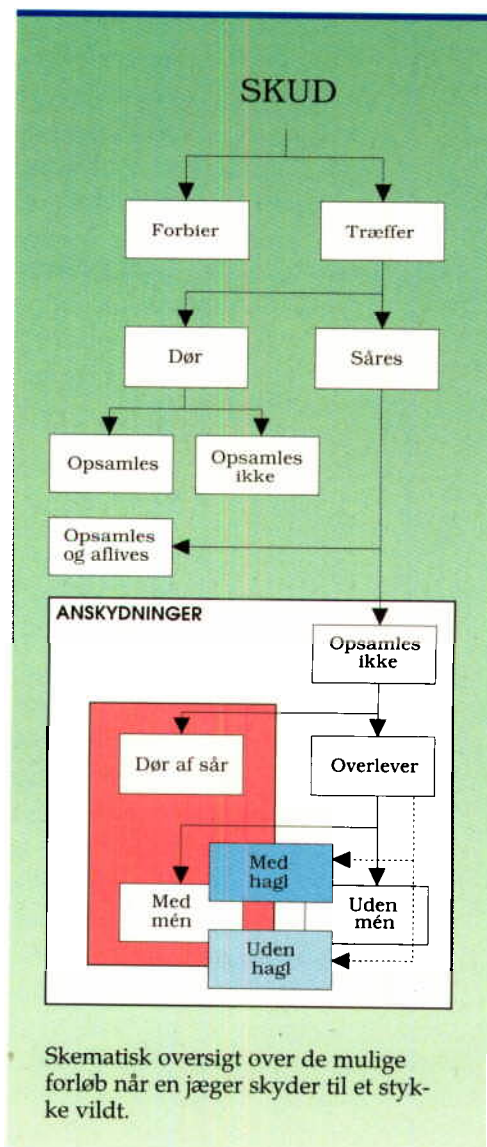 SKUD
Forbier
Træffer
Dør
Såres
Opsamles
Opsamles
ikke
Opsamles
og aflives
ANSKYDNINGER
Opsamles
ikke
Dør af sår
Overlever
Med
hagl
Med
mén
Uden
mén
Uden
hagl
Skematisk oversigt over de mulige
forløb når en jæger skyder til et styk-
ke vildt.